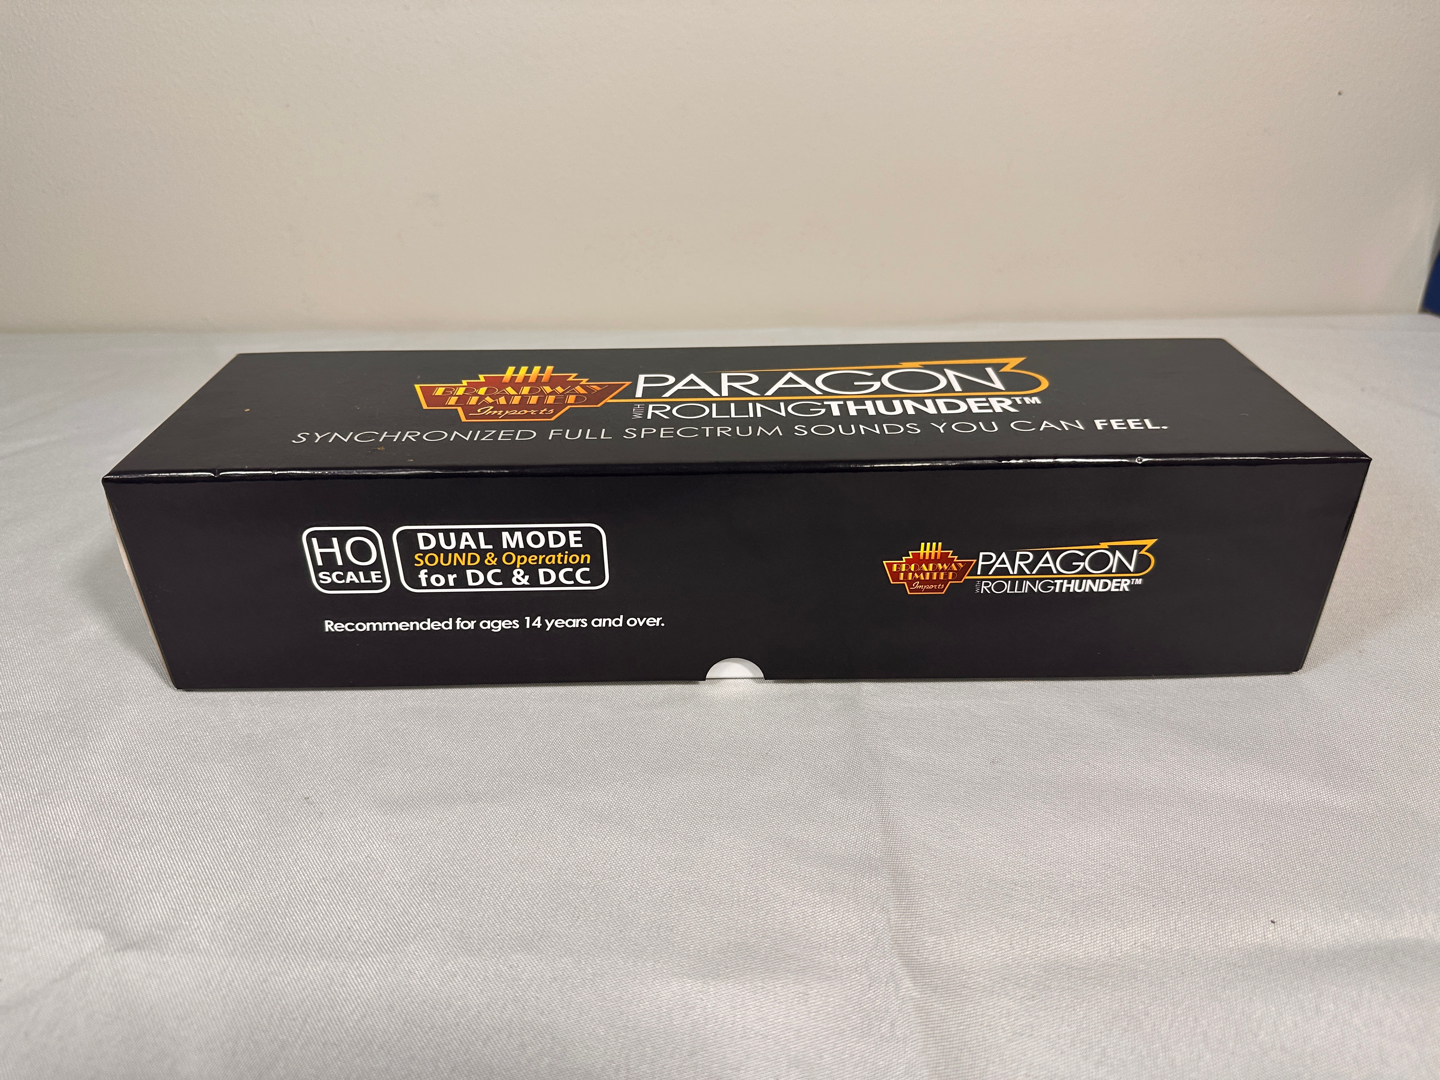 BROADWAY
LIMITED
Imports
PARAGON3
WITH ROLLINGTHUNDER™
SYNCHRONIZED FULL SPECTRUM SOUNDS YOU CAN FEEL.
HO
SCALE
DUAL MODE
SOUND & Operation
for DC & DCC
Recommended for ages 14 years and over.
BROADWAY
LIMITED
Imports
PARAGON3
WITH ROLLINGTHUNDER™